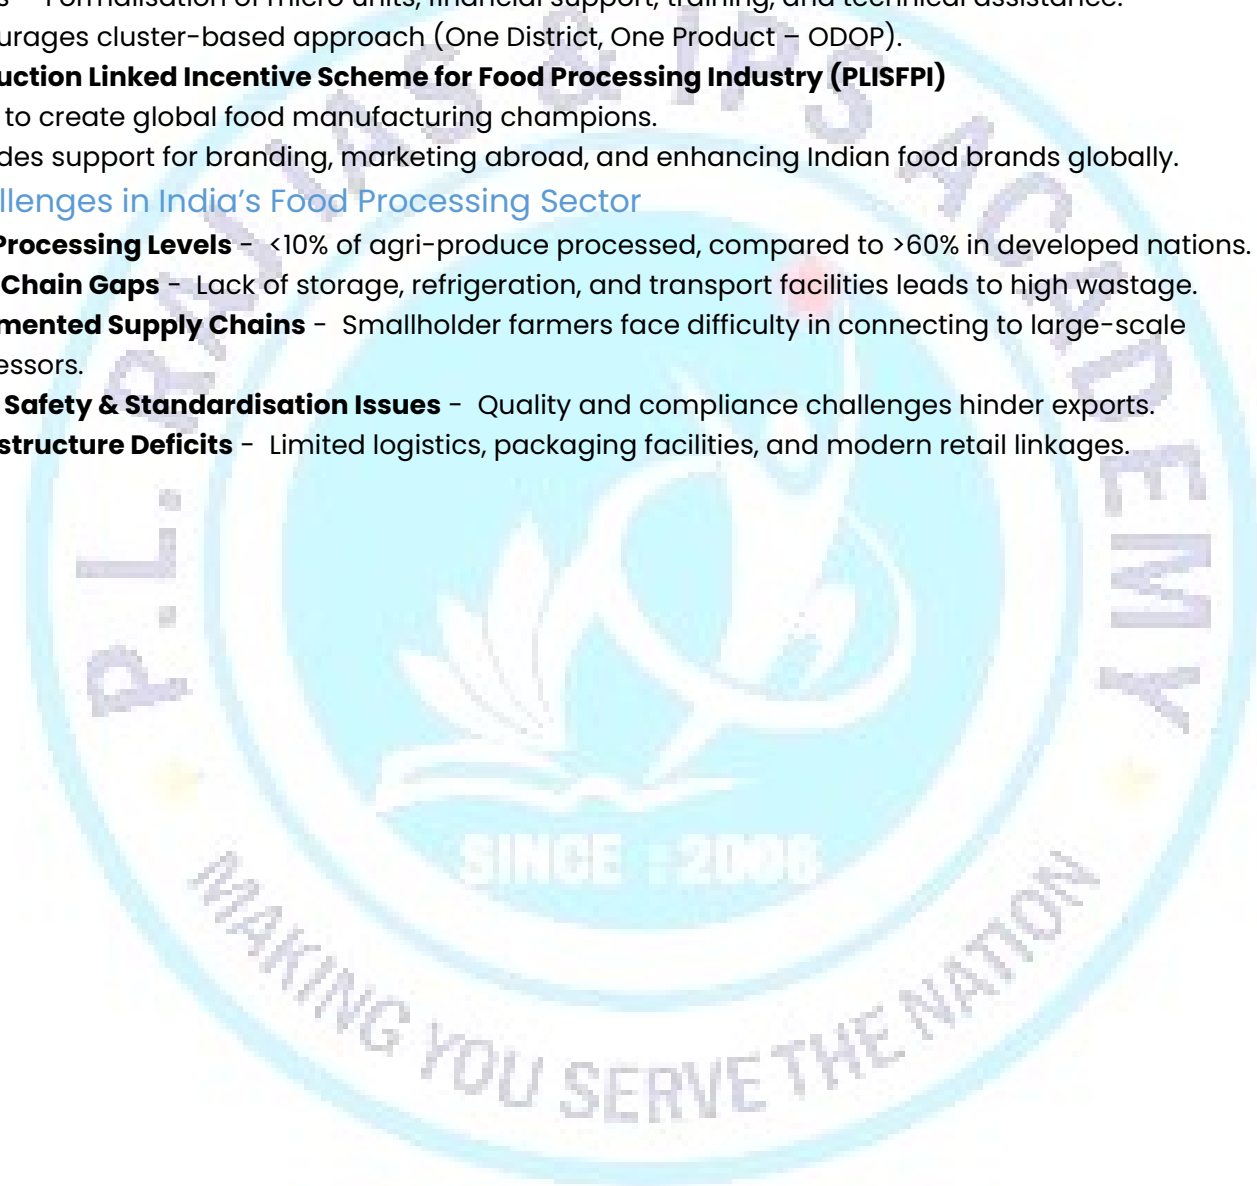 Formalisation of micro units, financial support, training, and technical assistance.
urages cluster-based approach (One District, One Product – ODOP).
uction Linked Incentive Scheme for Food Processing Industry (PLISFPI)
to create global food manufacturing champions.
des support for branding, marketing abroad, and enhancing Indian food brands globally.
llenges in India's Food Processing Sector
Processing Levels - <10% of agri-produce processed, compared to >60% in developed nations.
Chain Gaps - Lack of storage, refrigeration, and transport facilities leads to high wastage.
mented Supply Chains - Smallholder farmers face difficulty in connecting to large-scale
essors.
Safety & Standardisation Issues - Quality and compliance challenges hinder exports.
structure Deficits - Limited logistics, packaging facilities, and modern retail linkages.
P.L. RAJ IAS & IPS ACADEMY
SINCE : 2006
MAKING YOU SERVE THE NATION